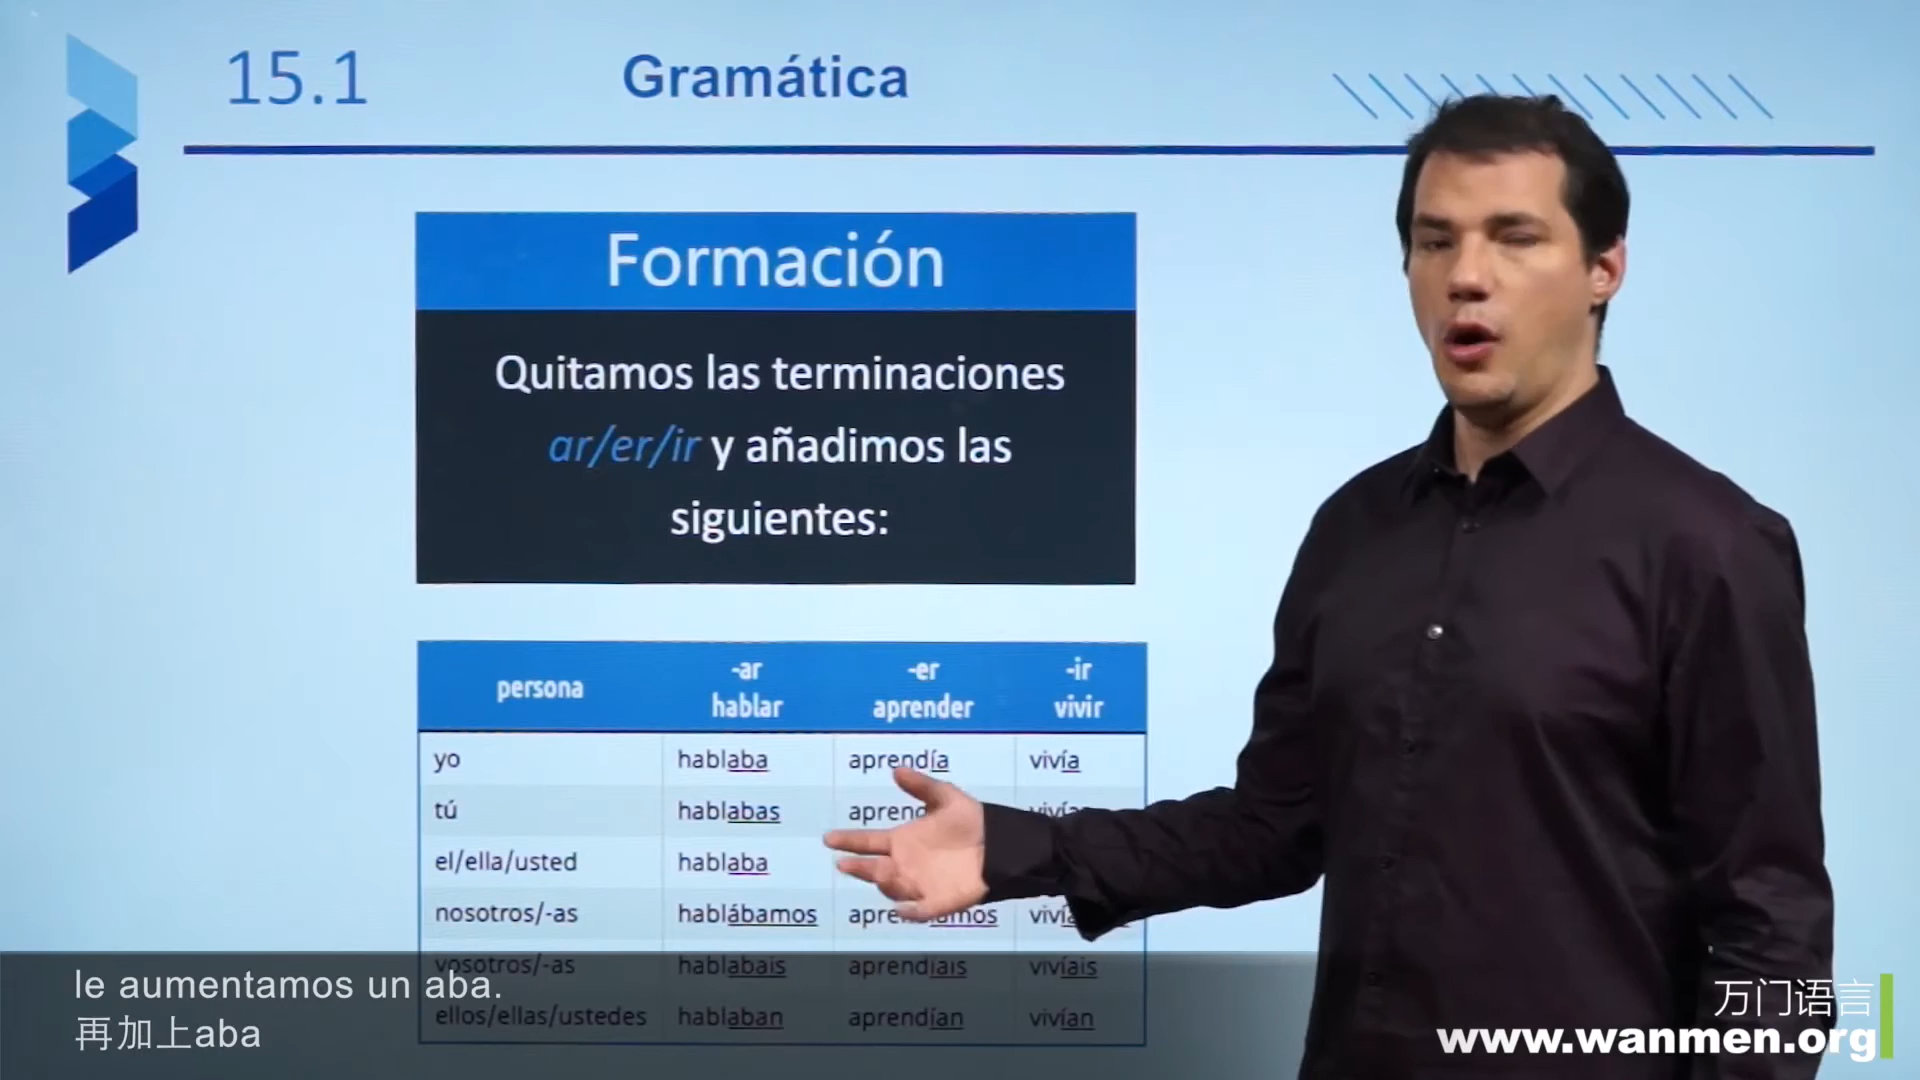 15.1 Gramática
Formación
Quitamos las terminaciones
ar/er/ir y añadimos las
siguientes:
persona -ar hablar -er aprender -ir vivir
yo hablaba aprendía vivía
tú hablabas
el/ella/usted hablaba
nosotros/-as hablábamos
vosotros/-as hablabais aprendíais vivíais
ellos/ellas/ustedes hablaban aprendían vivían
le aumentamos un aba.
再加上aba
万门语言
www.wanmen.org